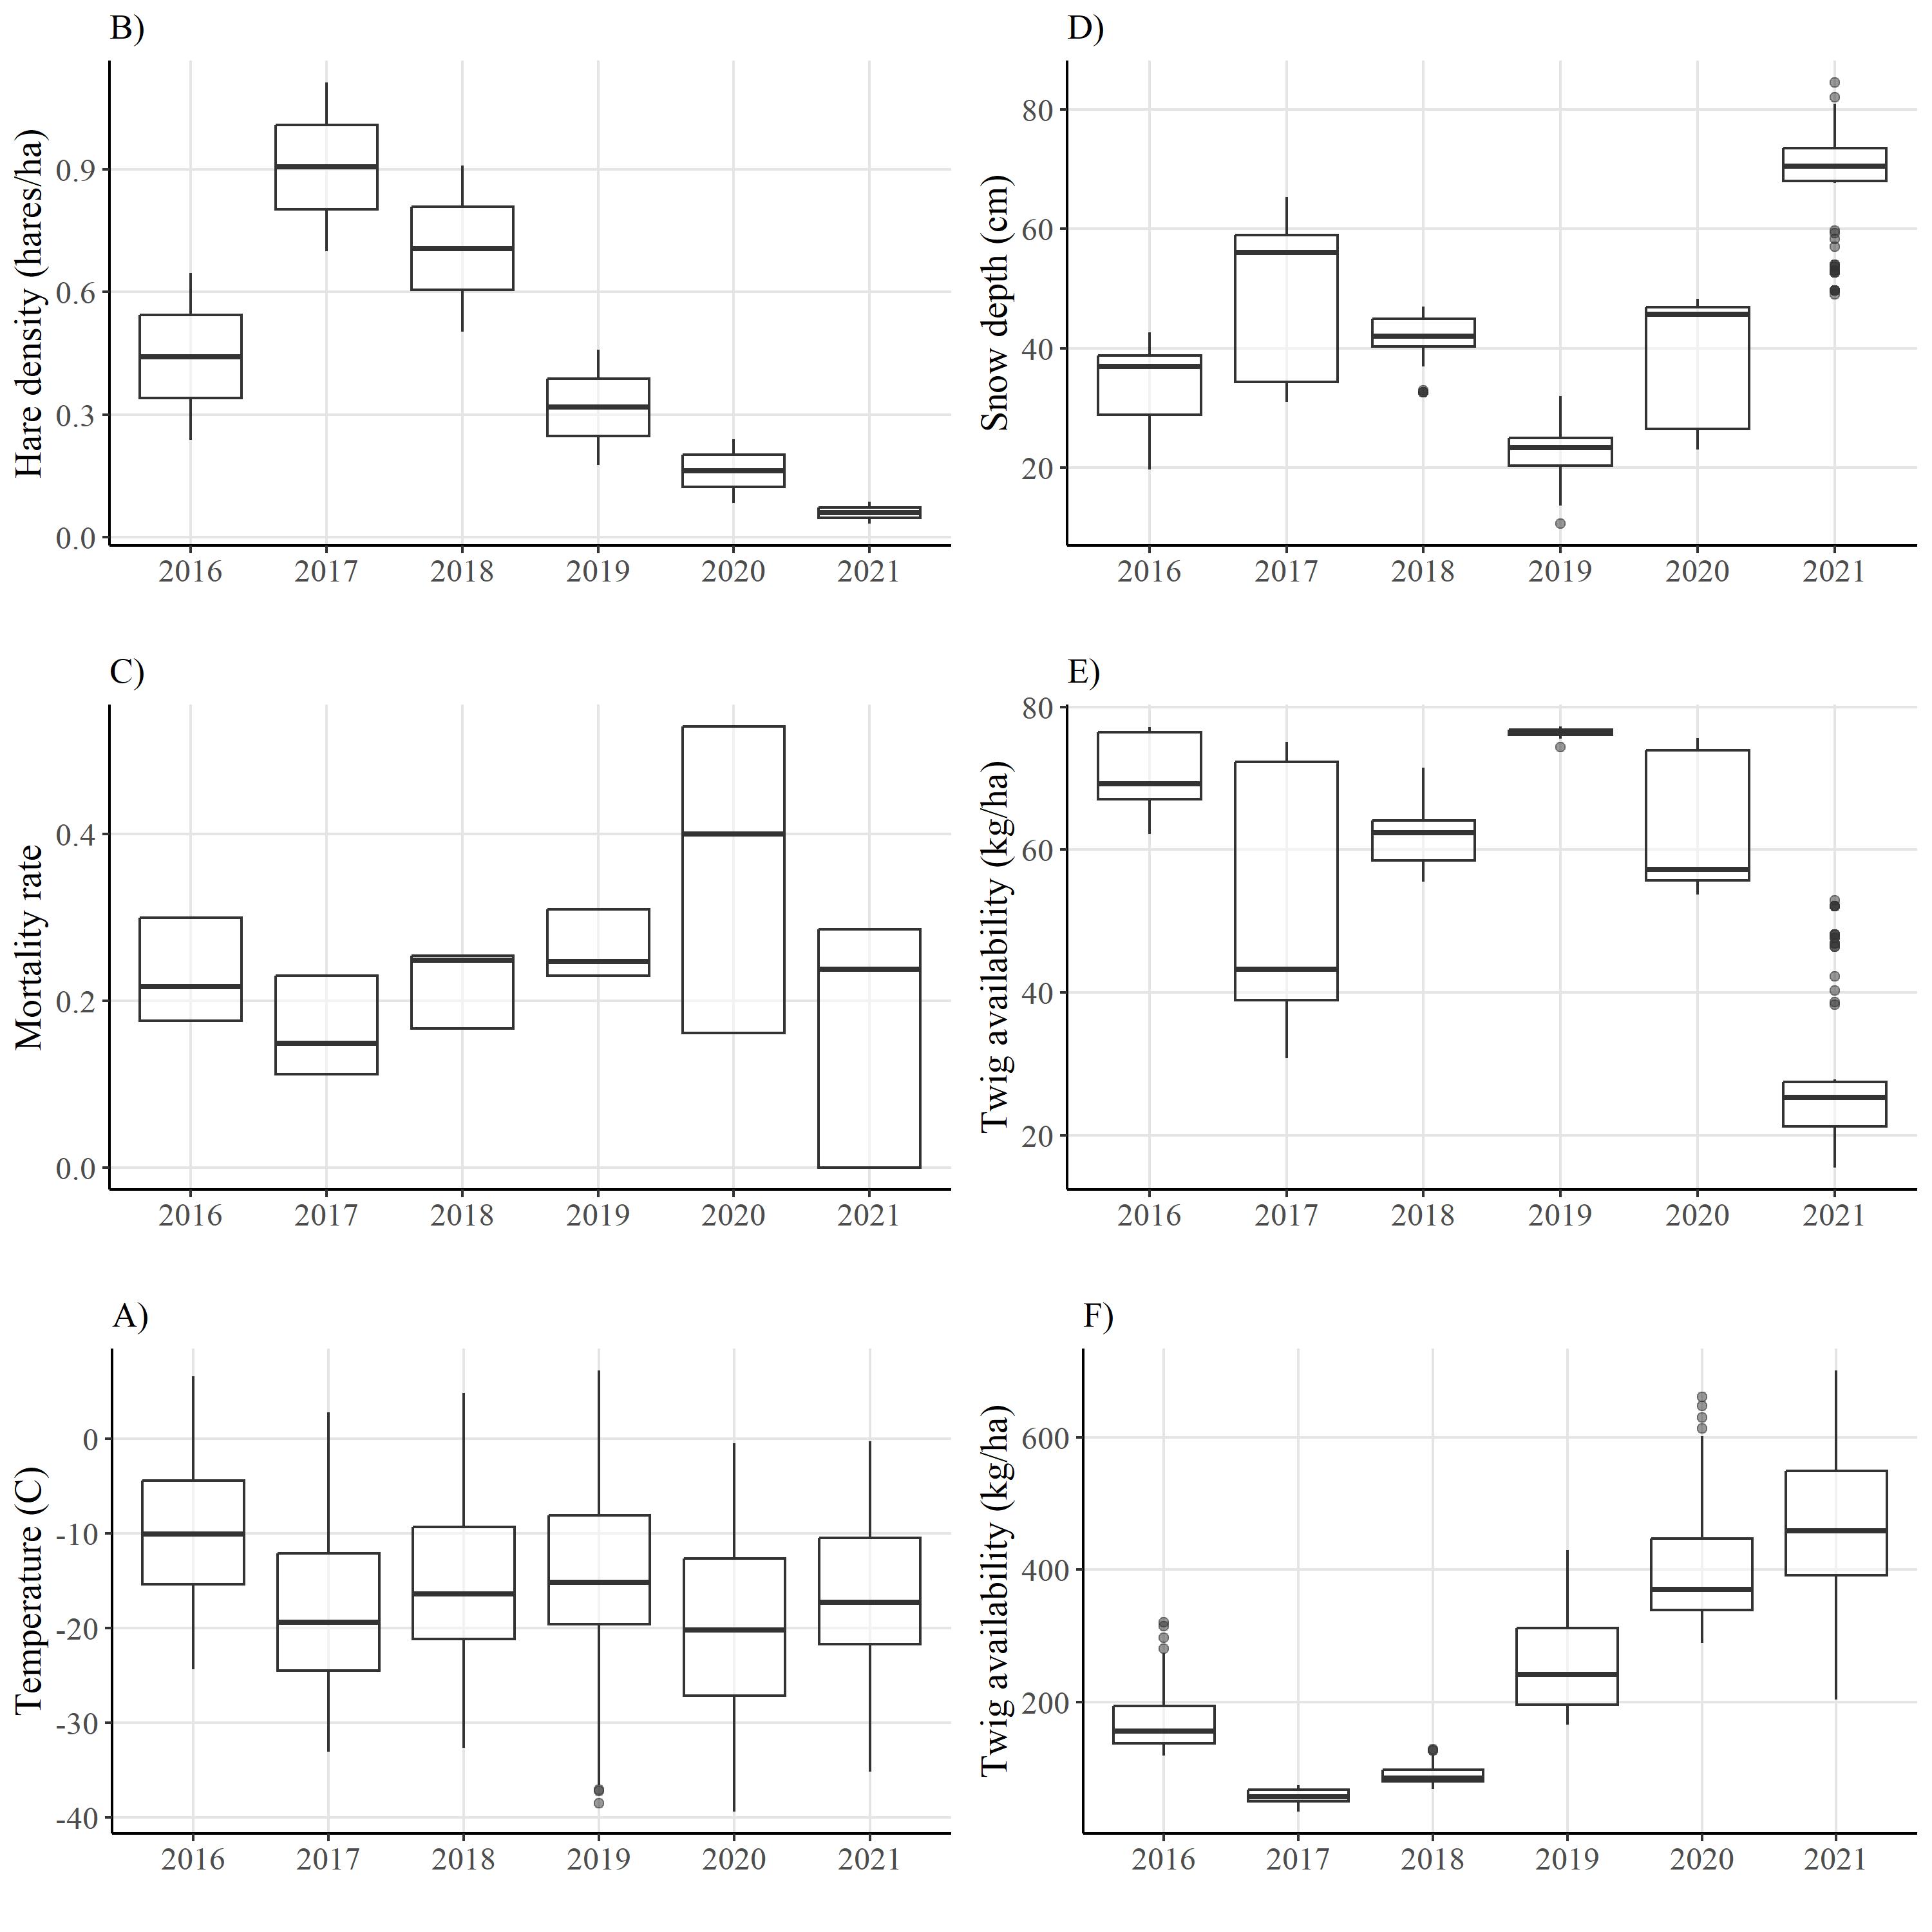 B)
Hare density (hares/ha)
0.9
0.6
0.3
0.0
2016 2017 2018 2019 2020 2021
D)
Snow depth (cm)
80
60
40
20
2016 2017 2018 2019 2020 2021
C)
Mortality rate
0.4
0.2
0.0
2016 2017 2018 2019 2020 2021
E)
Twig availability (kg/ha)
80
60
40
20
2016 2017 2018 2019 2020 2021
A)
Temperature (C)
0
-10
-20
-30
-40
2016 2017 2018 2019 2020 2021
F)
Twig availability (kg/ha)
600
400
200
2016 2017 2018 2019 2020 2021